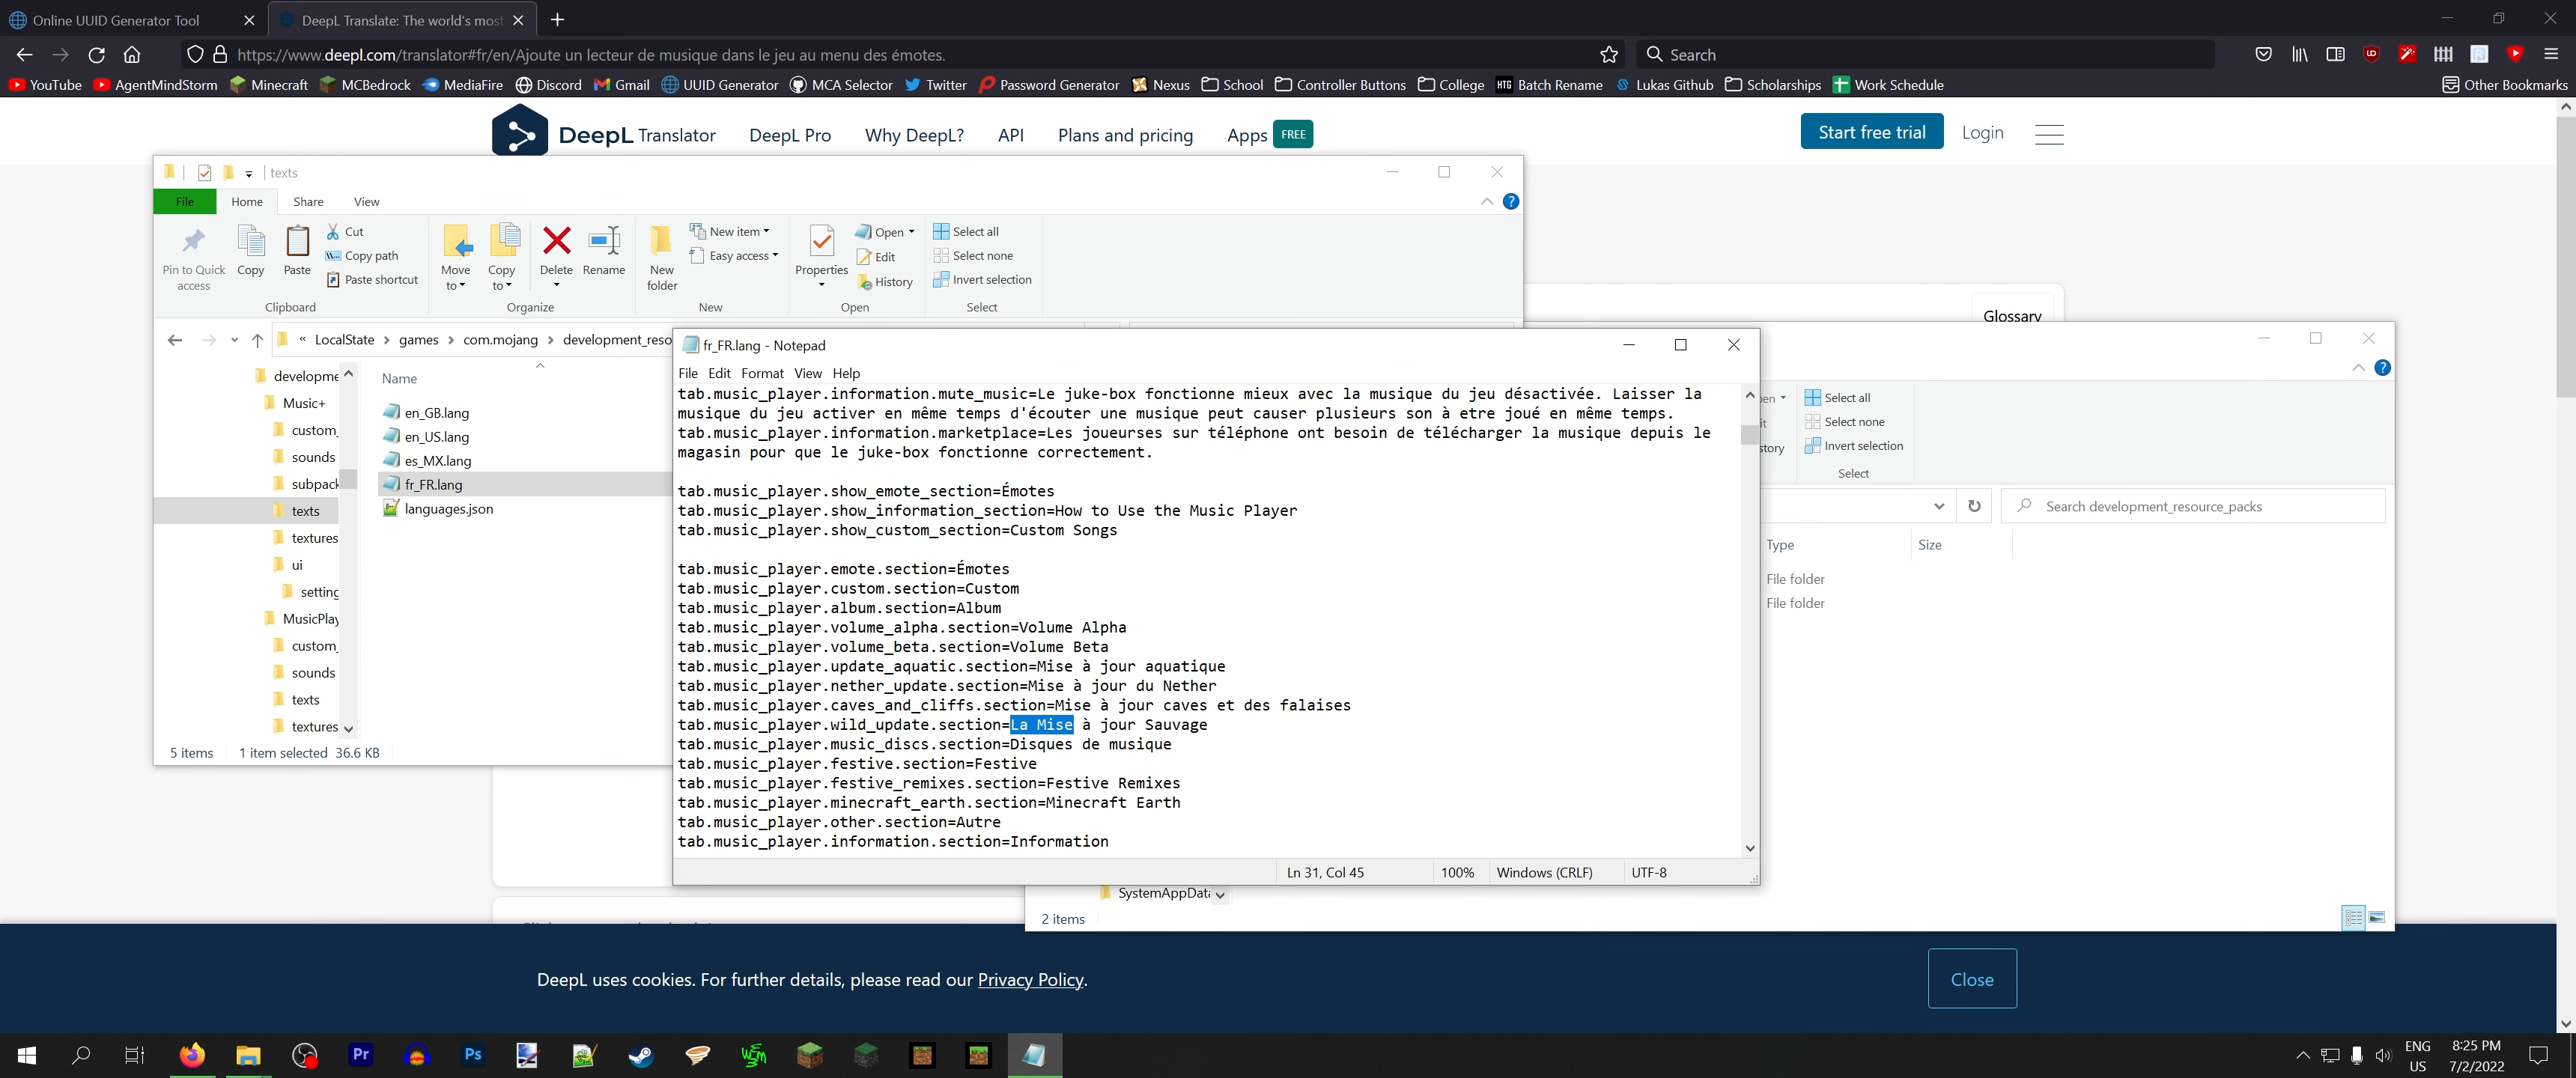 Online UUID Generator Tool
DeepL Translate: The world's most
https://www.deepl.com/translator#fr/en/Ajoute un lecteur de musique dans le jeu au menu des émotes.
Search
YouTube AgentMindStorm Minecraft MCBedrock MediaFire Discord Gmail UUID Generator MCA Selector Twitter Password Generator Nexus School Controller Buttons College HTG Batch Rename Lukas Github Scholarships Work Schedule Other Bookmarks
DeepL Translator DeepL Pro Why DeepL? API Plans and pricing Apps FREE Start free trial Login
texts
File Home Share View
Pin to Quick access
Copy
Paste
Cut
Copy path
Paste shortcut
Clipboard
Move to
Copy to
Delete
Rename
Organize
New folder
New item
Easy access
New
Properties
Open
Edit
History
Open
Select all
Select none
Invert selection
Select
Glossary
« LocalState > games > com.mojang > development_reso
developme
Music+
custom_
sounds
subpack
texts
textures
ui
setting
MusicPlay
custom_
sounds
texts
textures
Name
en_GB.lang
en_US.lang
es_MX.lang
fr_FR.lang
languages.json
5 items 1 item selected 36.6 KB
fr_FR.lang - Notepad
File Edit Format View Help
tab.music_player.information.mute_music=Le juke-box fonctionne mieux avec la musique du jeu désactivée. Laisser la
musique du jeu activer en même temps d'écouter une musique peut causer plusieurs son à etre joué en même temps.
tab.music_player.information.marketplace=Les joueurses sur téléphone ont besoin de télécharger la musique depuis le
magasin pour que le juke-box fonctionne correctement.
tab.music_player.show_emote_section=Émotes
tab.music_player.show_information_section=How to Use the Music Player
tab.music_player.show_custom_section=Custom Songs
tab.music_player.emote.section=Émotes
tab.music_player.custom.section=Custom
tab.music_player.album.section=Album
tab.music_player.volume_alpha.section=Volume Alpha
tab.music_player.volume_beta.section=Volume Beta
tab.music_player.update_aquatic.section=Mise à jour aquatique
tab.music_player.nether_update.section=Mise à jour du Nether
tab.music_player.caves_and_cliffs.section=Mise à jour caves et des falaises
tab.music_player.wild_update.section=La Mise à jour Sauvage
tab.music_player.music_discs.section=Disques de musique
tab.music_player.festive.section=Festive
tab.music_player.festive_remixes.section=Festive Remixes
tab.music_player.minecraft_earth.section=Minecraft Earth
tab.music_player.other.section=Autre
tab.music_player.information.section=Information
Ln 31, Col 45 100% Windows (CRLF) UTF-8
pen
it
story
Select all
Select none
Invert selection
Select
Search development_resource_packs
Type Size
File folder
File folder
SystemAppData
2 items
DeepL uses cookies. For further details, please read our Privacy Policy.
Close
Pr
Ps
ENG
US
8:25 PM
7/2/2022